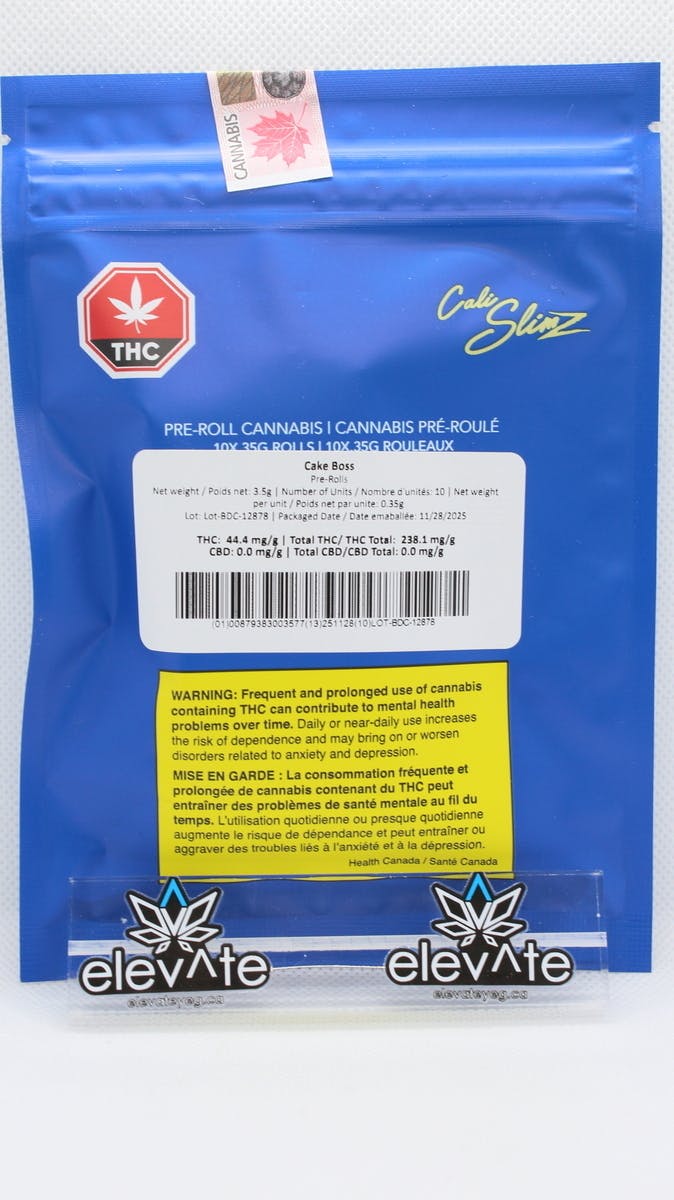 CANNABIS
THC
Cali
Slimz
PRE-ROLL CANNABIS | CANNABIS PRÉ-ROULÉ
10X .35G ROLLS | 10X .35G ROULEAUX
Cake Boss
Pre-Rolls
Net weight / Poids net: 3.5g | Number of Units / Nombre d'unités: 10 | Net weight
per unit / Poids net par unite: 0.35g
Lot: Lot-BDC-12878 | Packaged Date / Date emaballée: 11/28/2025
THC: 44.4 mg/g | Total THC/ THC Total: 238.1 mg/g
CBD: 0.0 mg/g | Total CBD/CBD Total: 0.0 mg/g
(01)00879383003577(13)251128(10)LOT-BDC-12878
WARNING: Frequent and prolonged use of cannabis
containing THC can contribute to mental health
problems over time. Daily or near-daily use increases
the risk of dependence and may bring on or worsen
disorders related to anxiety and depression.
MISE EN GARDE : La consommation fréquente et
prolongée de cannabis contenant du THC peut
entraîner des problèmes de santé mentale au fil du
temps. L'utilisation quotidienne ou presque quotidienne
augmente le risque de dépendance et peut entraîner ou
aggraver des troubles liés à l'anxiété et à la dépression.
Health Canada / Santé Canada
elevate
elevateyeg.ca
elevate
elevateyeg.ca